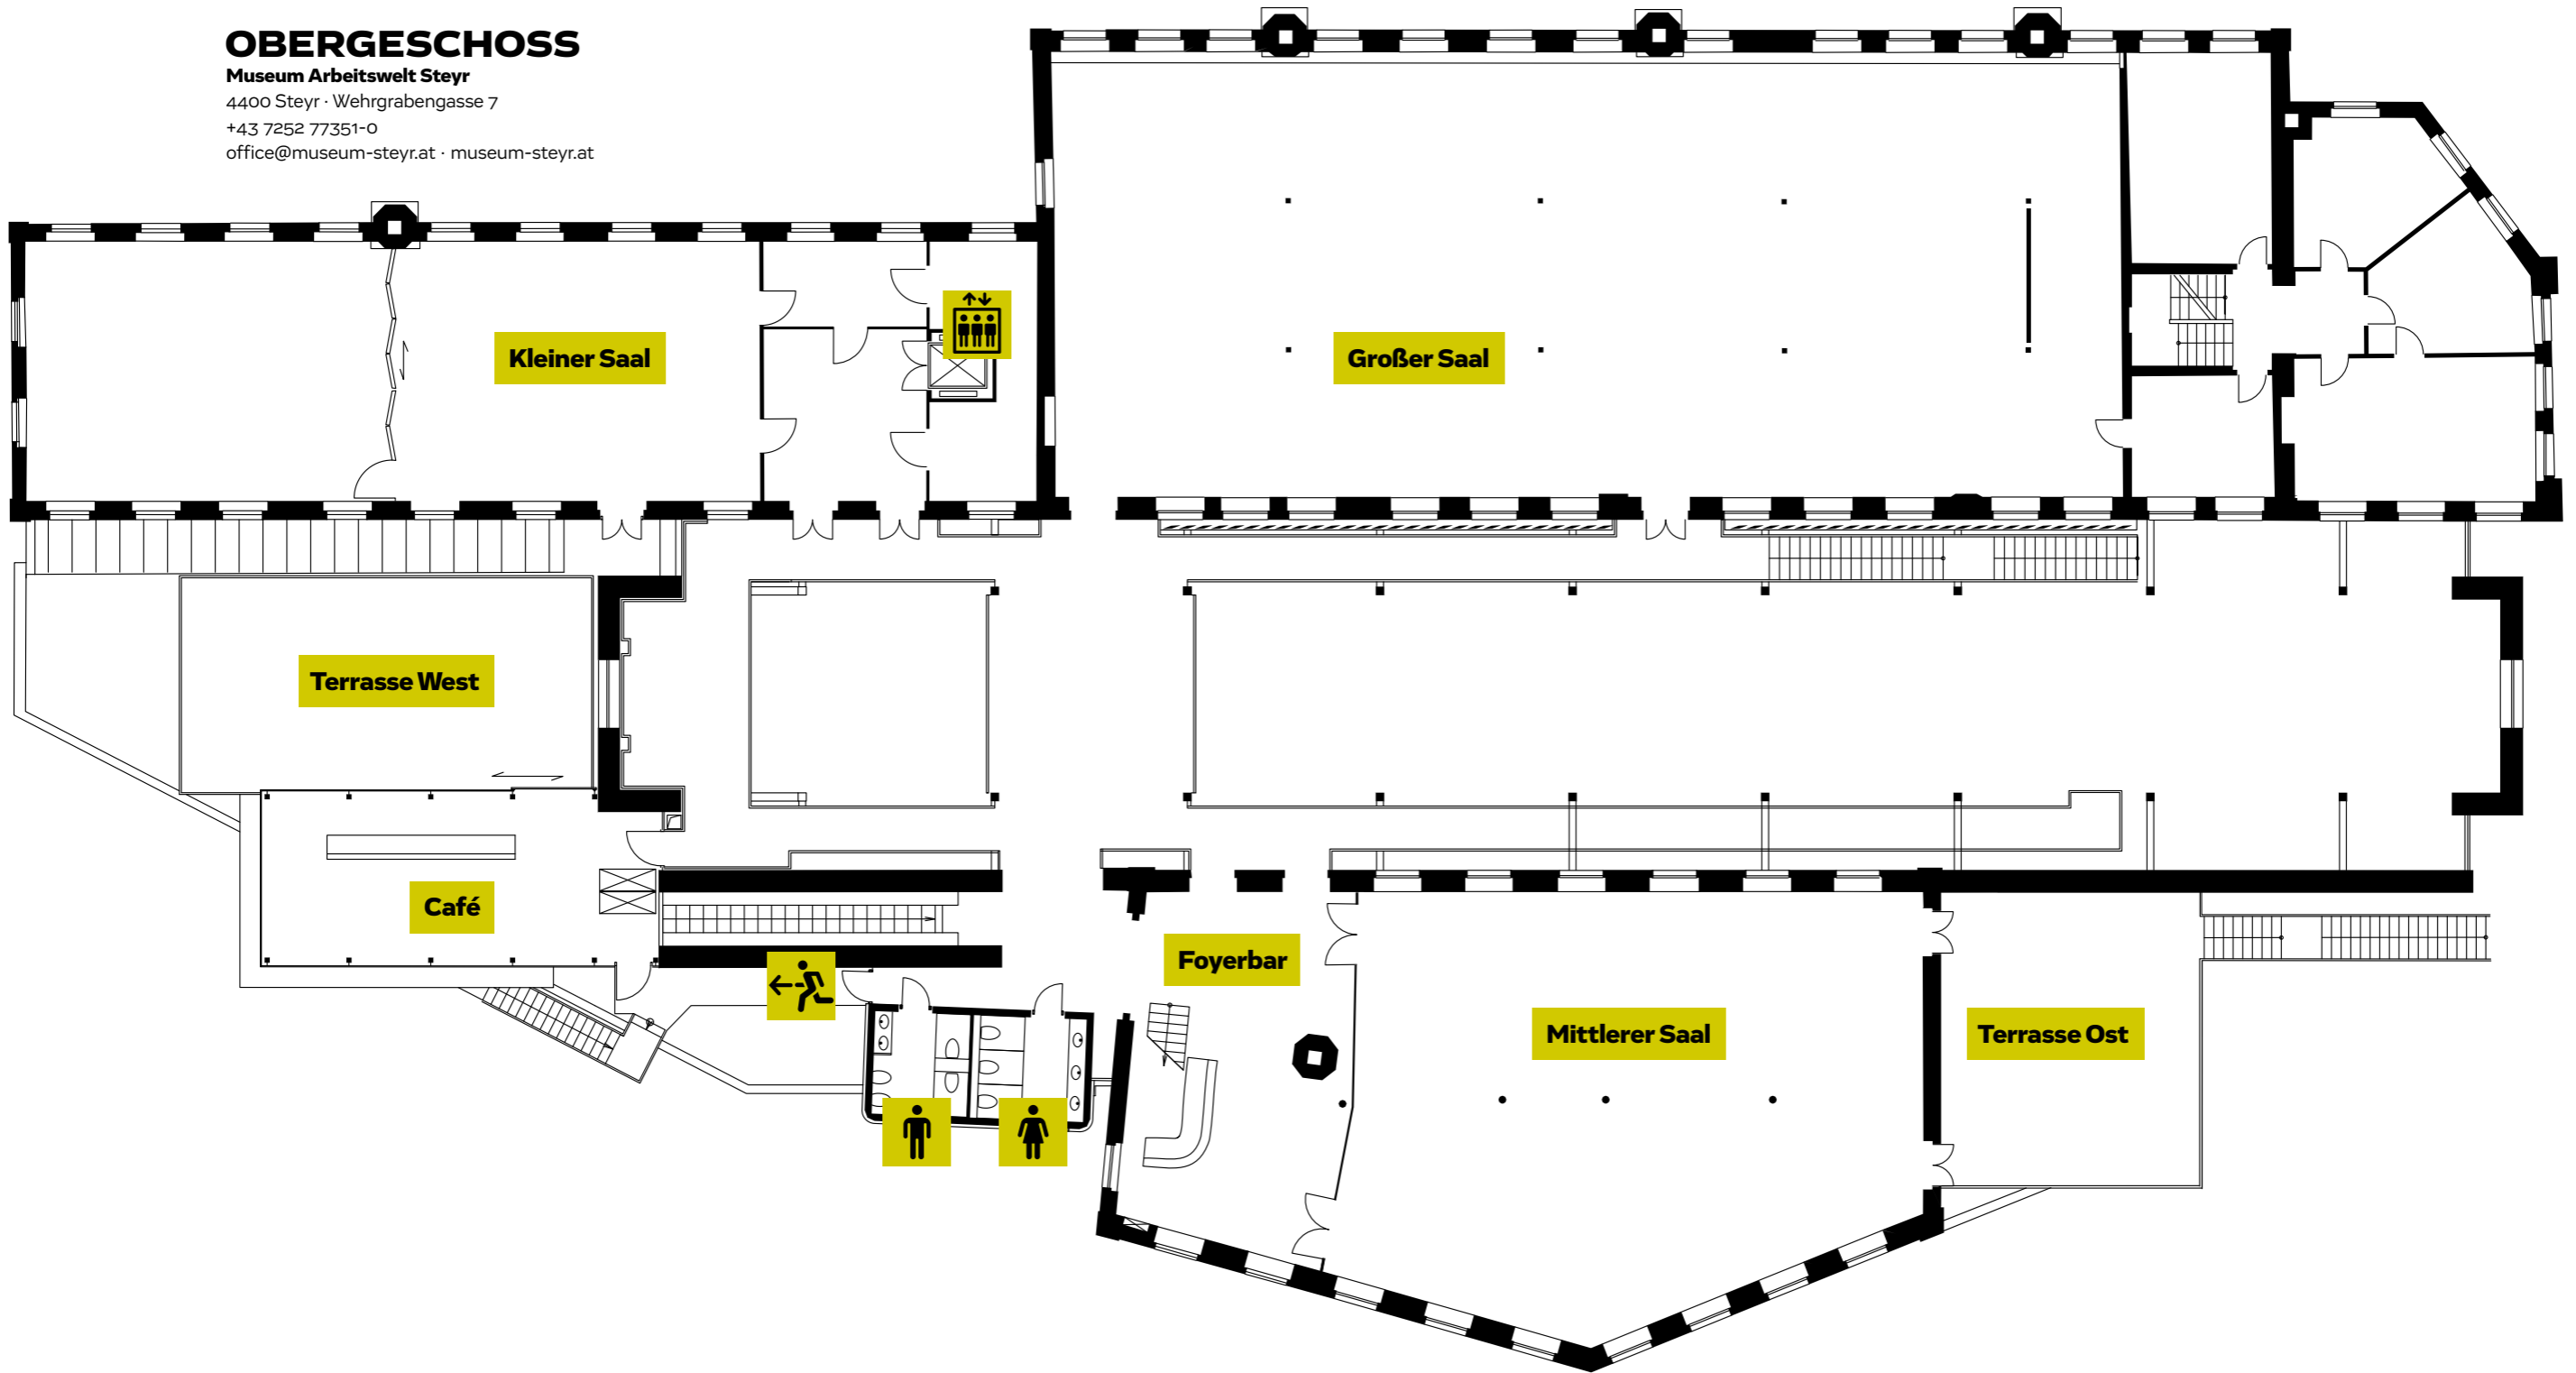 OBERGESCHOSS
Museum Arbeitswelt Steyr
4400 Steyr · Wehrgrabengasse 7
+43 7252 77351-0
office@museum-steyr.at · museum-steyr.at
Kleiner Saal
Großer Saal
Terrasse West
Café
Foyerbar
Mittlerer Saal
Terrasse Ost